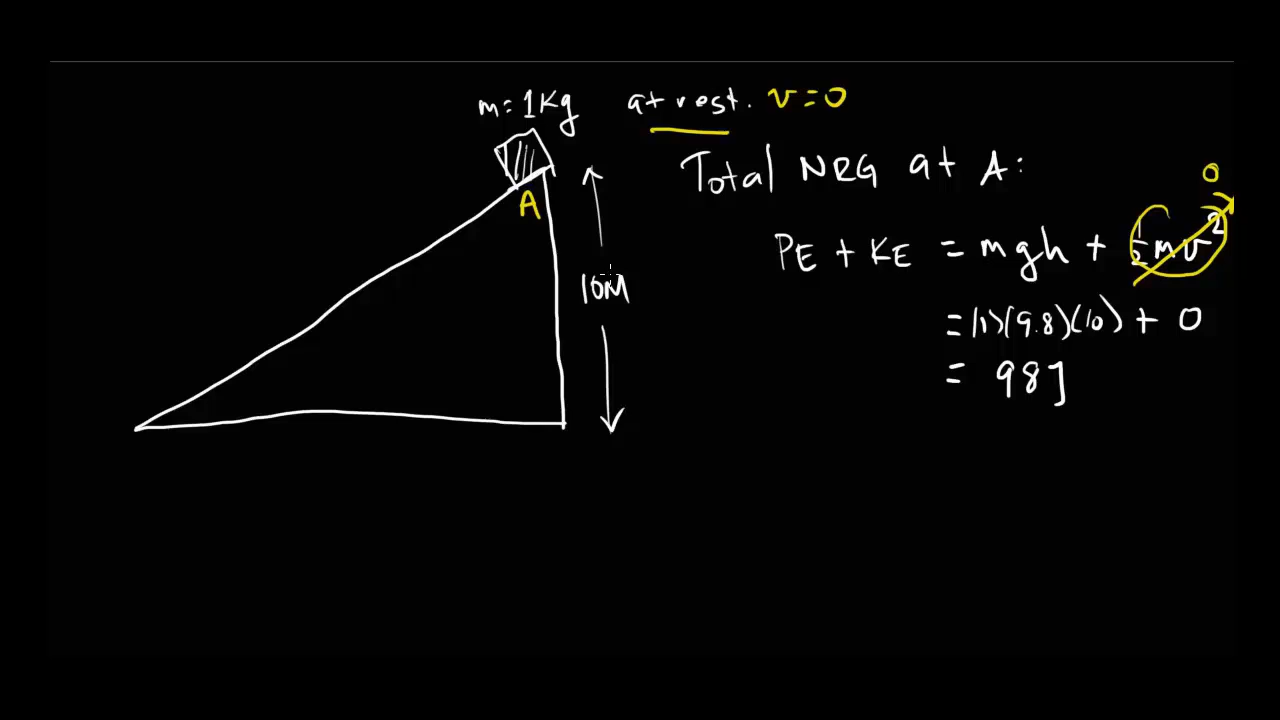 m = 1Kg at rest. v = 0
Total NRG at A:
A
0
PE + KE = mgh + ½mv²
10M
= (1)(9.8)(10) + 0
= 98J